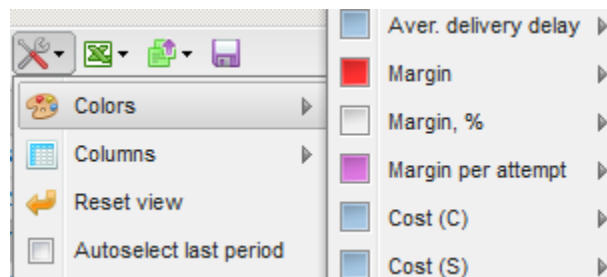 Colors
Columns
Reset view
Autoselect last period
Aver. delivery delay
Margin
Margin, %
Margin per attempt
Cost (C)
Cost (S)